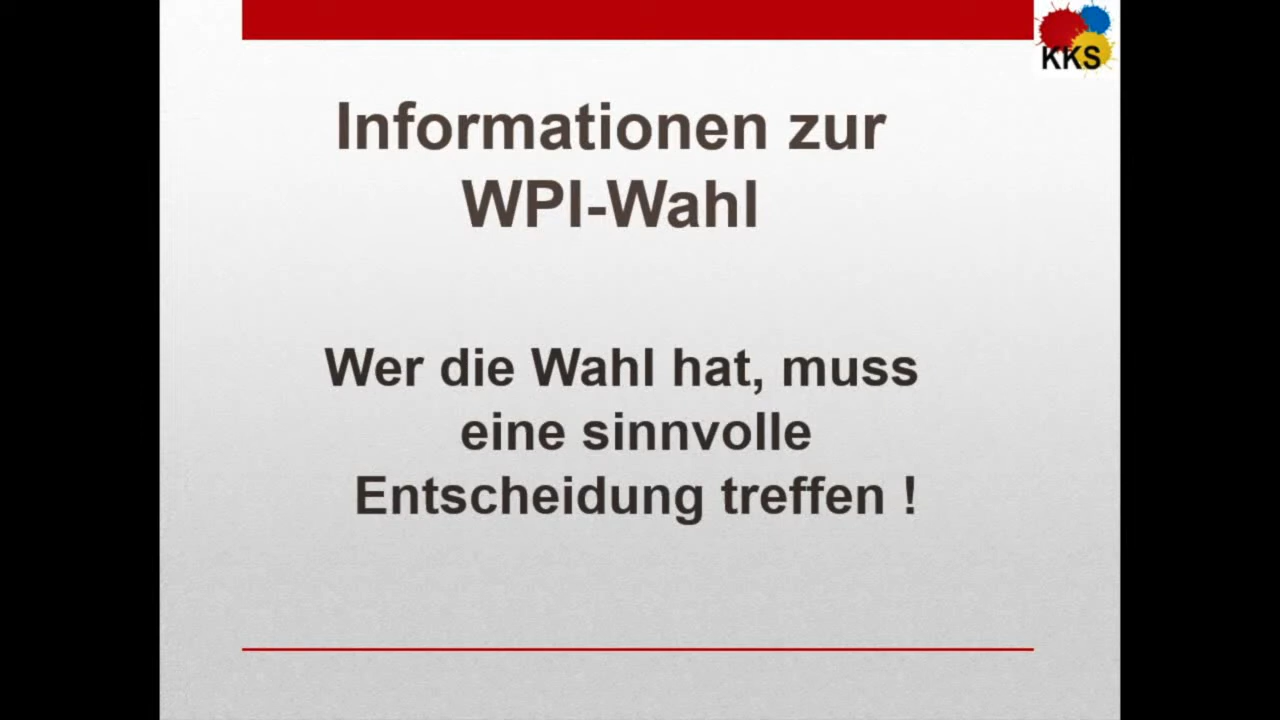 KKS
Informationen zur
WPI-Wahl
Wer die Wahl hat, muss
eine sinnvolle
Entscheidung treffen !